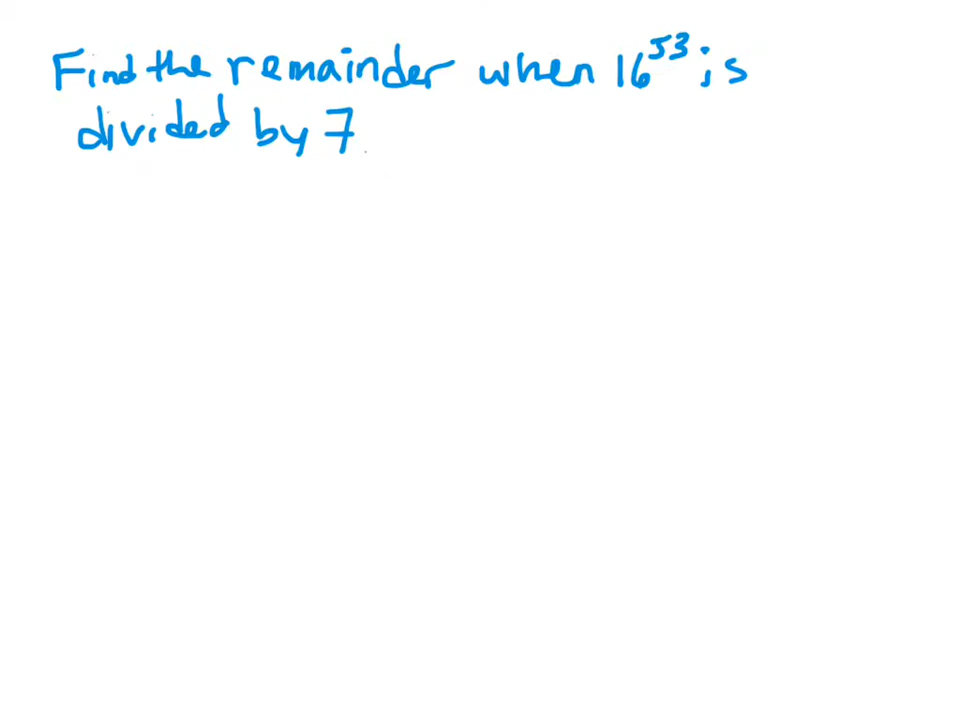 Find the remainder when 16^53 is
divided by 7